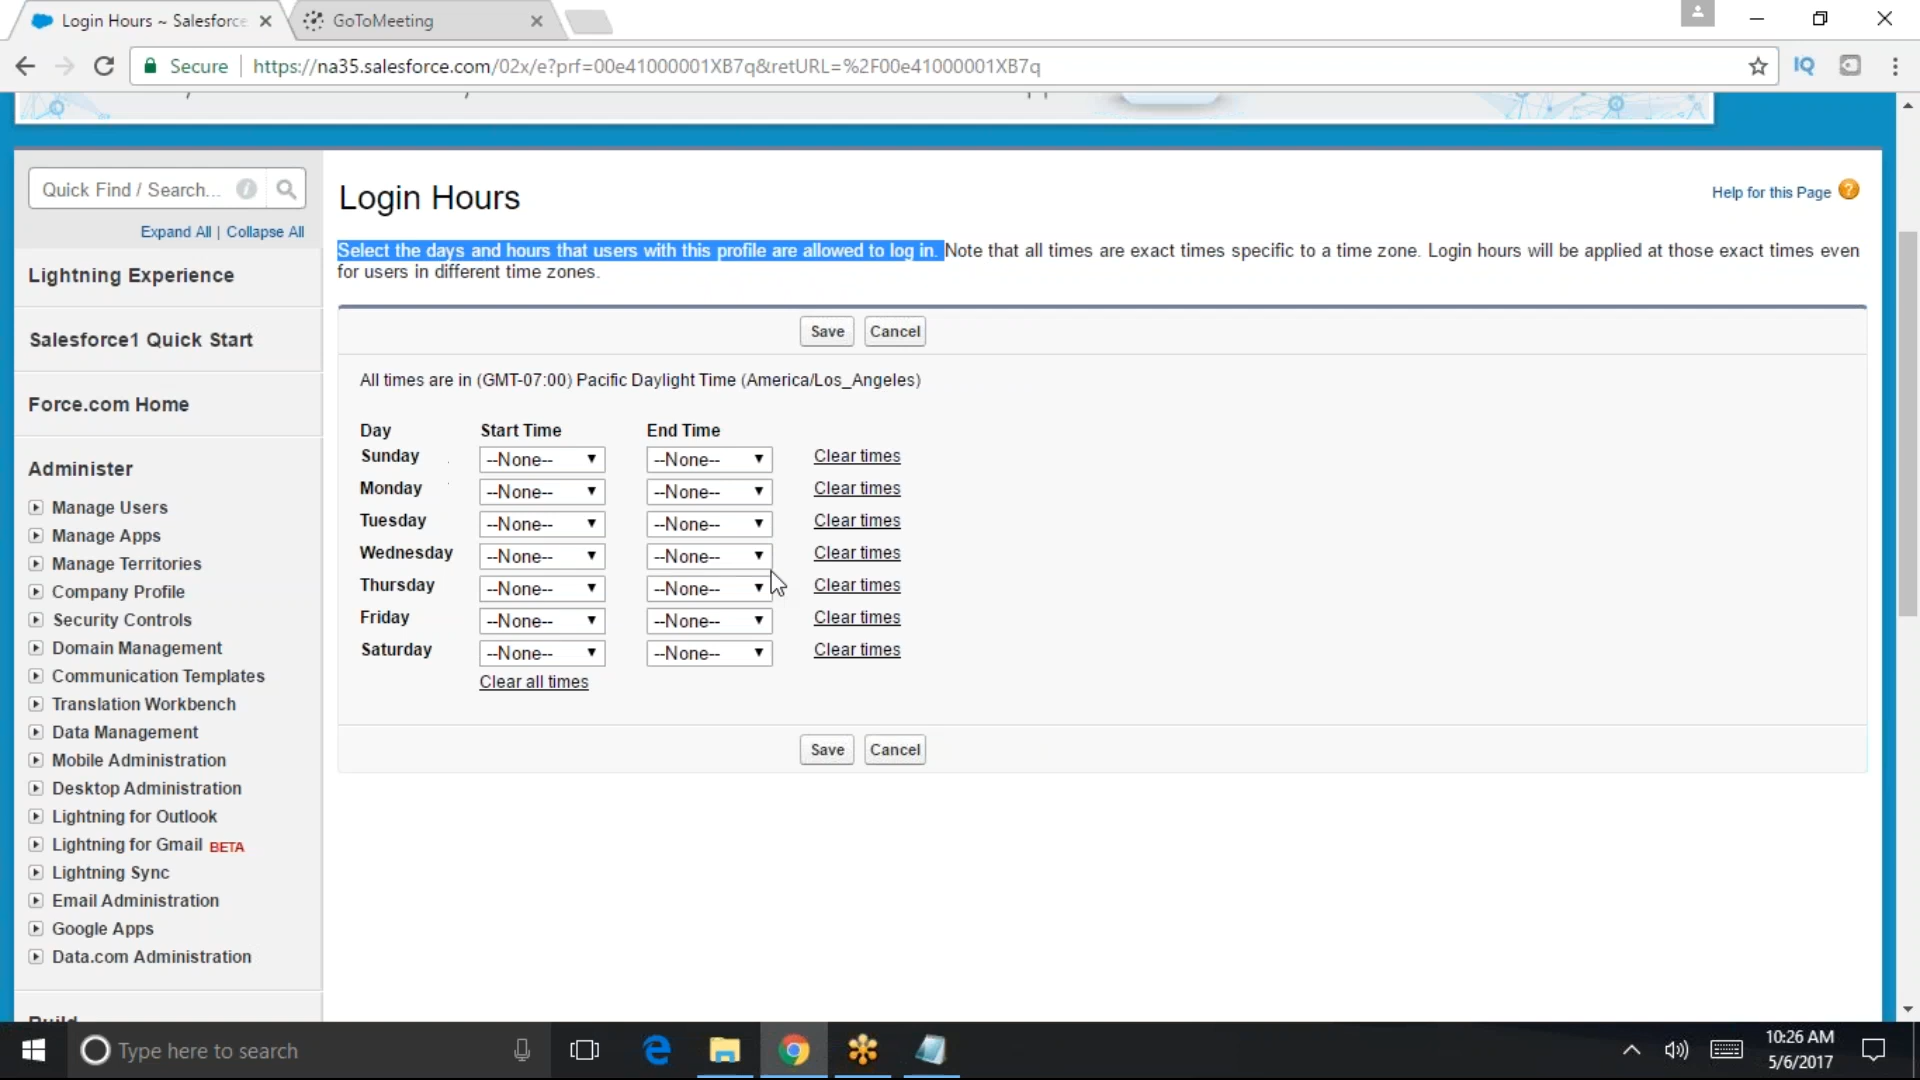 Login Hours ~ Salesforce
GoToMeeting
Secure
https://na35.salesforce.com/02x/e?prf=00e41000001XB7q&retURL=%2F00e41000001XB7q
IQ
Quick Find / Search...
Expand All | Collapse All
Lightning Experience
Salesforce1 Quick Start
Force.com Home
Administer
Manage Users
Manage Apps
Manage Territories
Company Profile
Security Controls
Domain Management
Communication Templates
Translation Workbench
Data Management
Mobile Administration
Desktop Administration
Lightning for Outlook
Lightning for Gmail BETA
Lightning Sync
Email Administration
Google Apps
Data.com Administration
Build
Login Hours
Help for this Page ?
Select the days and hours that users with this profile are allowed to log in. Note that all times are exact times specific to a time zone. Login hours will be applied at those exact times even
for users in different time zones.
Save Cancel
All times are in (GMT-07:00) Pacific Daylight Time (America/Los_Angeles)
Day Start Time End Time
Sunday --None-- --None-- Clear times
Monday --None-- --None-- Clear times
Tuesday --None-- --None-- Clear times
Wednesday --None-- --None-- Clear times
Thursday --None-- --None-- Clear times
Friday --None-- --None-- Clear times
Saturday --None-- --None-- Clear times
Clear all times
Save Cancel
Type here to search
10:26 AM
5/6/2017